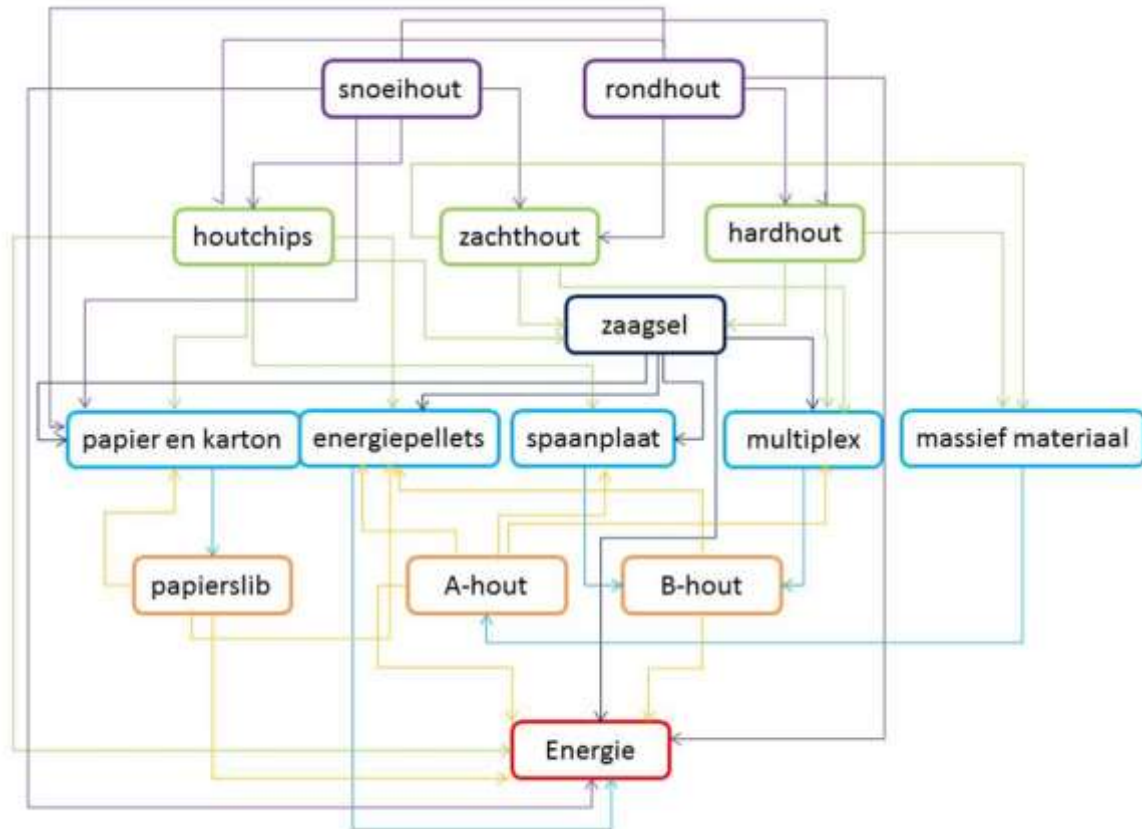 snoeihout
rondhout
houtchips
zachthout
hardhout
zaagsel
papier en karton
energiepellets
spaanplaat
multiplex
massief materiaal
papierslib
A-hout
B-hout
Energie